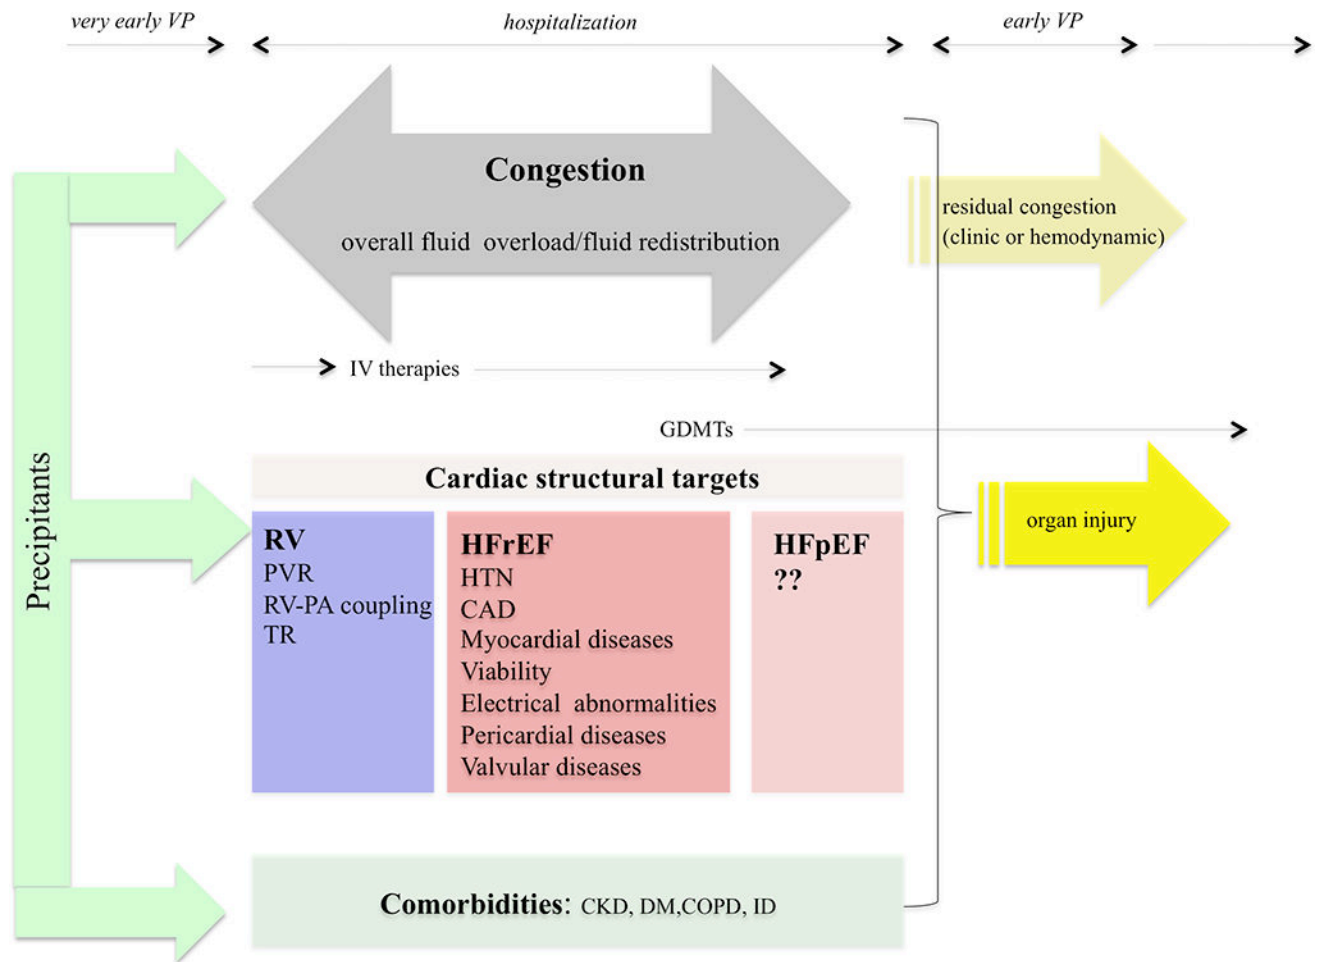 very early VP
hospitalization
early VP
Congestion
overall fluid overload/fluid redistribution
residual congestion
(clinic or hemodynamic)
IV therapies
GDMTs
Precipitants
Cardiac structural targets
RV
PVR
RV-PA coupling
TR
HFrEF
HTN
CAD
Myocardial diseases
Viability
Electrical abnormalities
Pericardial diseases
Valvular diseases
HFpEF
??
organ injury
Comorbidities: CKD, DM,COPD, ID